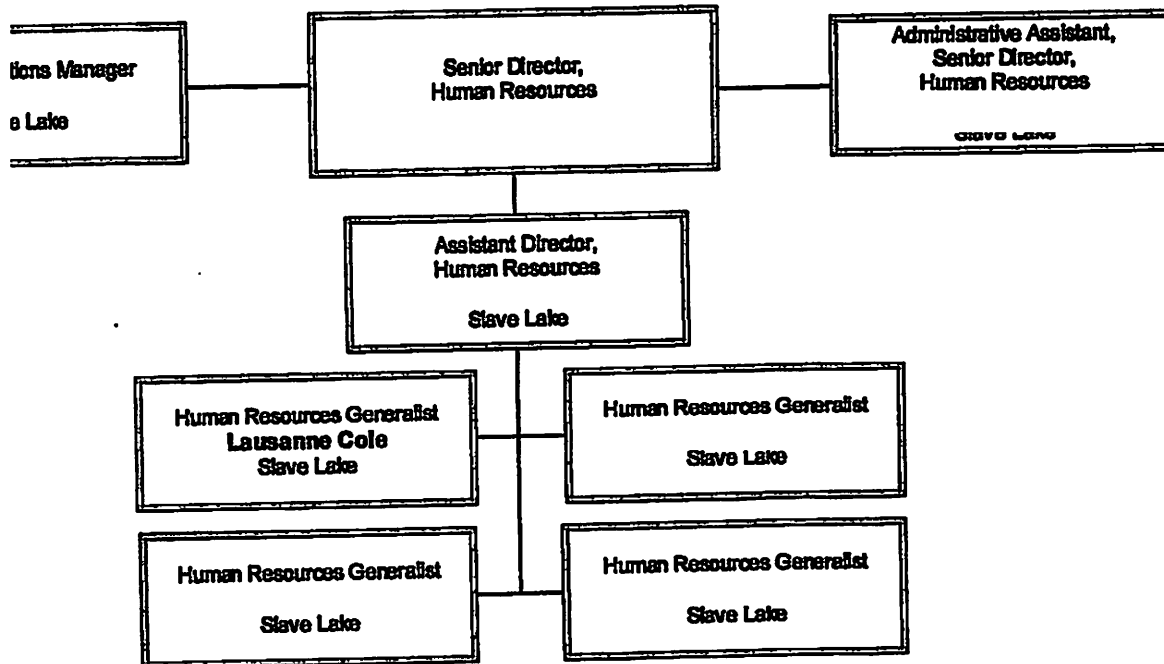 Manager
Lake
Senior Director,
Human Resources
Administrative Assistant,
Senior Director,
Human Resources
Slave Lake
Assistant Director,
Human Resources
Slave Lake
Human Resources Generalist
Lausanne Cole
Slave Lake
Human Resources Generalist
Slave Lake
Human Resources Generalist
Slave Lake
Human Resources Generalist
Slave Lake